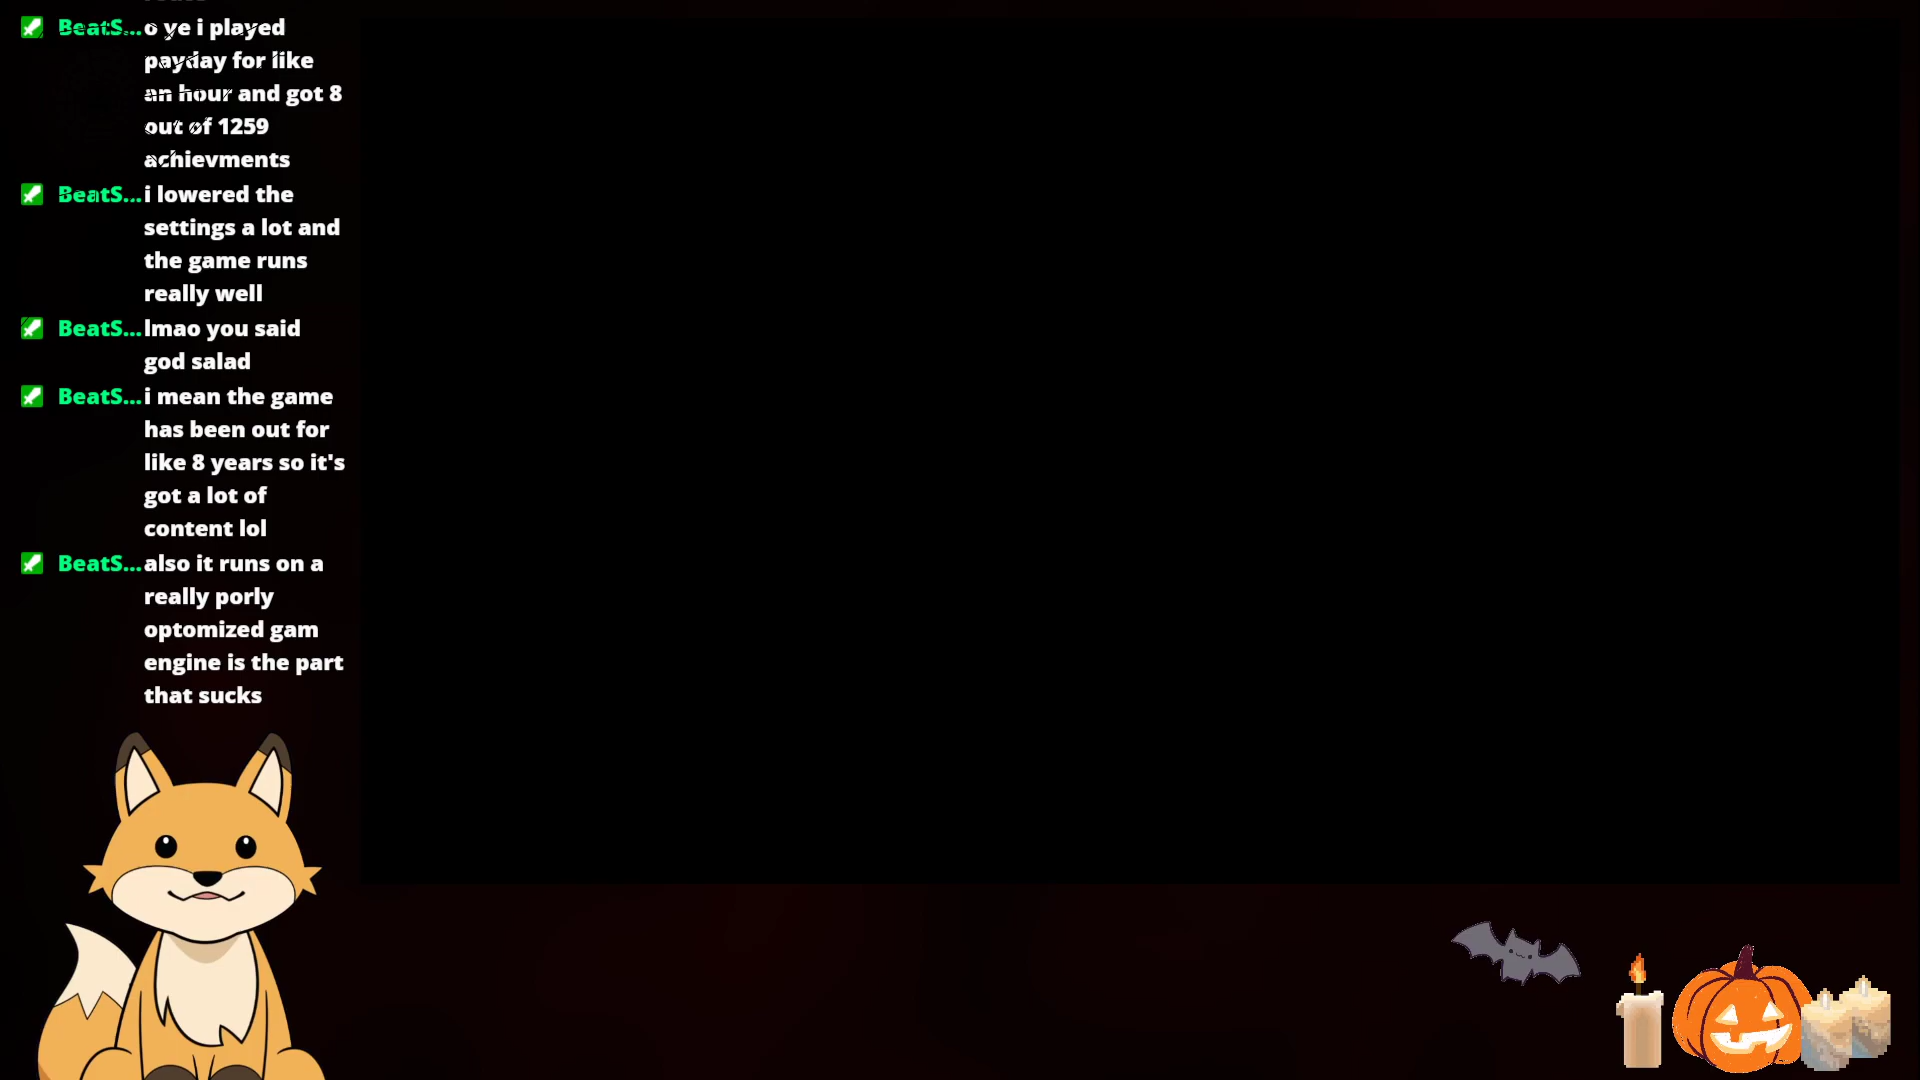 BeatS... o ye i played
payday for like
an hour and got 8
out of 1259
achievments
BeatS... i lowered the
settings a lot and
the game runs
really well
BeatS... lmao you said
god salad
BeatS... i mean the game
has been out for
like 8 years so it's
got a lot of
content lol
BeatS... also it runs on a
really porly
optomized gam
engine is the part
that sucks